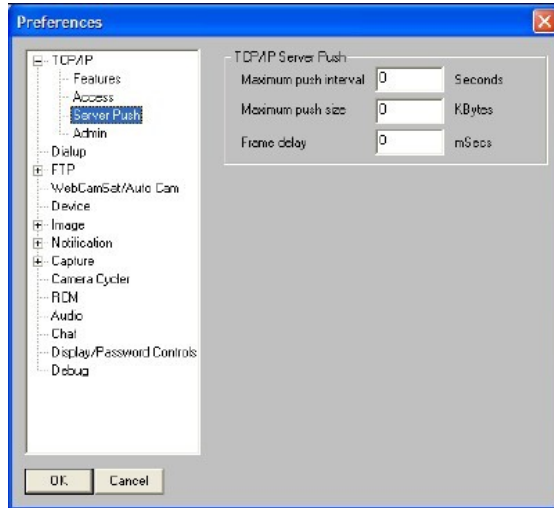 Preferences
TCP/IP
Features
Access
Server Push
Admin
Dialup
FTP
WebCamSat/Auto Cam
Device
Image
Notification
Capture
Camera Cycler
RCM
Audio
Chat
Display/Password Controls
Debug
TCP/IP Server Push
Maximum push interval 0 Seconds
Maximum push size 0 KBytes
Frame delay 0 mSecs
OK Cancel